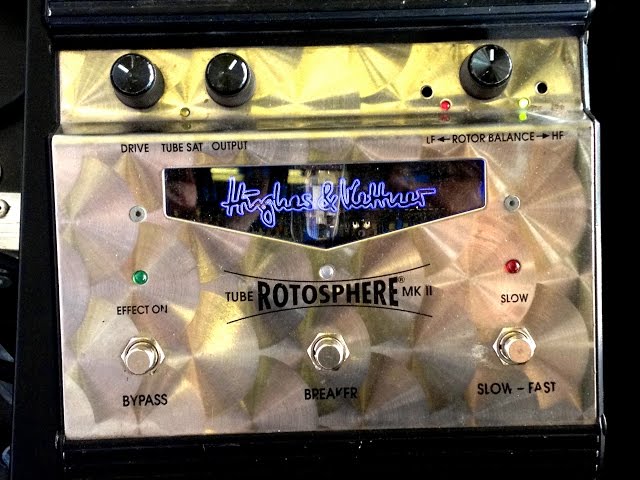 DRIVE TUBE SAT OUTPUT
LF ROTOR BALANCE HF
Hughes & Kettner
TUBE ROTOSPHERE® MK II
EFFECT ON
SLOW
BYPASS
BREAKER
SLOW - FAST